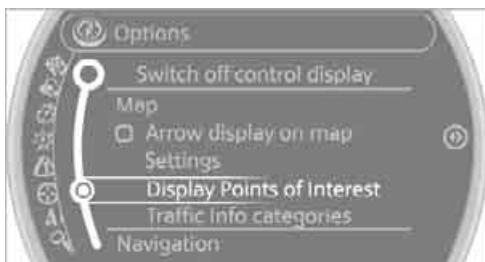 Options
Switch off control display
Map
Arrow display on map
Settings
Display Points of Interest
Traffic Info categories
Navigation